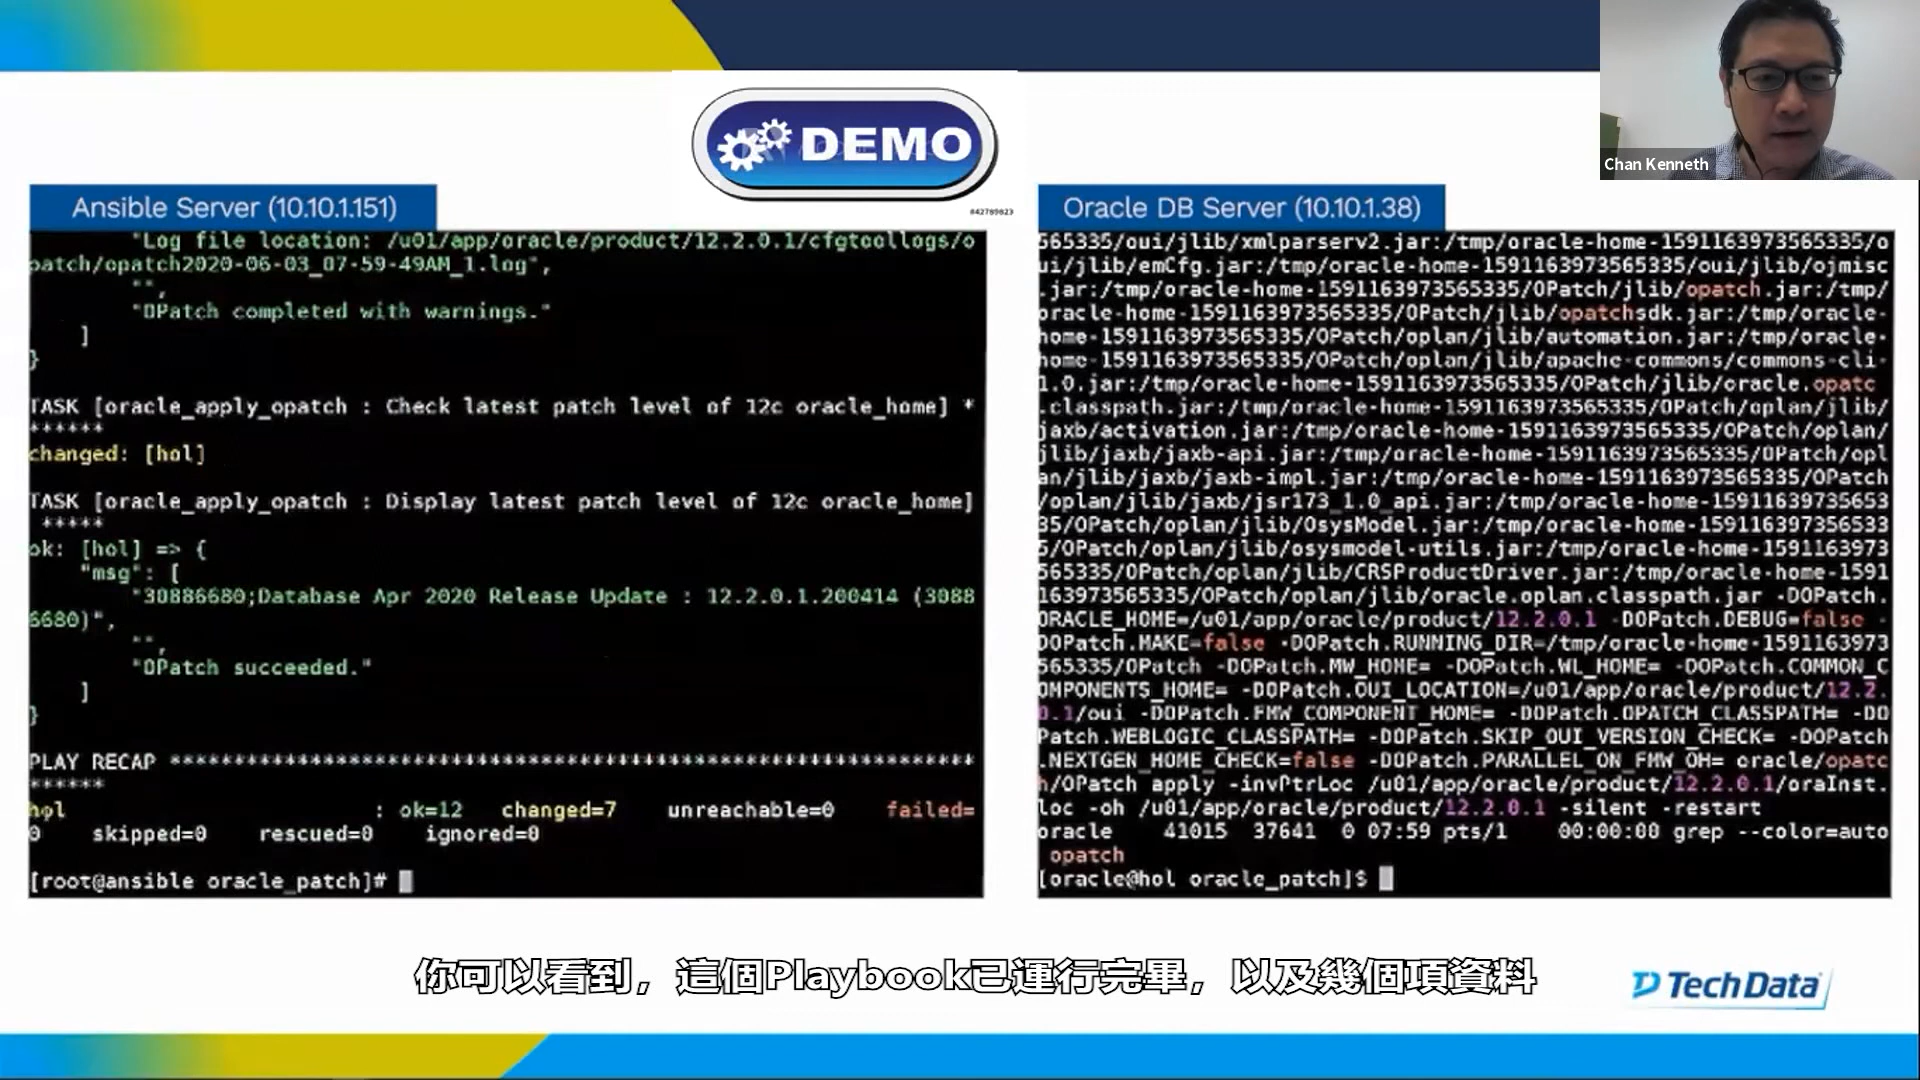 Chan Kenneth
DEMO
#42789823
Ansible Server (10.10.1.151)
"Log file location: /u01/app/oracle/product/12.2.0.1/cfgtoollogs/o
patch/opatch2020-06-03_07-59-49AM_1.log",
"",
"OPatch completed with warnings."
]
}
TASK [oracle_apply_opatch : Check latest patch level of 12c oracle_home] *
******
changed: [hol]
TASK [oracle_apply_opatch : Display latest patch level of 12c oracle_home]
*****
ok: [hol] => {
"msg": [
"30886680;Database Apr 2020 Release Update : 12.2.0.1.200414 (3088
6680)",
"",
"OPatch succeeded."
]
}
PLAY RECAP **************************************************************
******
hol : ok=12 changed=7 unreachable=0 failed=
0 skipped=0 rescued=0 ignored=0
[root@ansible oracle_patch]#
Oracle DB Server (10.10.1.38)
565335/oui/jlib/xmlparserv2.jar:/tmp/oracle-home-1591163973565335/o
ui/jlib/emCfg.jar:/tmp/oracle-home-1591163973565335/oui/jlib/ojmisc
.jar:/tmp/oracle-home-1591163973565335/OPatch/jlib/opatch.jar:/tmp/
oracle-home-1591163973565335/OPatch/jlib/opatchsdk.jar:/tmp/oracle-
home-1591163973565335/OPatch/oplan/jlib/automation.jar:/tmp/oracle-
home-1591163973565335/OPatch/oplan/jlib/apache-commons/commons-cli-
1.0.jar:/tmp/oracle-home-1591163973565335/OPatch/jlib/oracle.opatc
.classpath.jar:/tmp/oracle-home-1591163973565335/OPatch/oplan/jlib/
jaxb/activation.jar:/tmp/oracle-home-1591163973565335/OPatch/oplan/
jlib/jaxb/jaxb-api.jar:/tmp/oracle-home-1591163973565335/OPatch/opl
an/jlib/jaxb/jaxb-impl.jar:/tmp/oracle-home-1591163973565335/OPatch
/oplan/jlib/jaxb/jsr173_1.0_api.jar:/tmp/oracle-home-15911639735653
35/OPatch/oplan/jlib/OsysModel.jar:/tmp/oracle-home-159116397356533
5/OPatch/oplan/jlib/osysmodel-utils.jar:/tmp/oracle-home-1591163973
565335/OPatch/oplan/jlib/CRSProductDriver.jar:/tmp/oracle-home-1591
163973565335/OPatch/oplan/jlib/oracle.oplan.classpath.jar -DOPatch.
ORACLE_HOME=/u01/app/oracle/product/12.2.0.1 -DOPatch.DEBUG=false -
DOPatch.MAKE=false -DOPatch.RUNNING_DIR=/tmp/oracle-home-1591163973
565335/OPatch -DOPatch.MW_HOME= -DOPatch.WL_HOME= -DOPatch.COMMON_C
OMPONENTS_HOME= -DOPatch.OUI_LOCATION=/u01/app/oracle/product/12.2.
0.1/oui -DOPatch.FMW_COMPONENT_HOME= -DOPatch.OPATCH_CLASSPATH= -DO
Patch.WEBLOGIC_CLASSPATH= -DOPatch.SKIP_OUI_VERSION_CHECK= -DOPatch
.NEXTGEN_HOME_CHECK=false -DOPatch.PARALLEL_ON_FMW_OH= oracle/opatc
h/OPatch apply -invPtrLoc /u01/app/oracle/product/12.2.0.1/oraInst.
loc -oh /u01/app/oracle/product/12.2.0.1 -silent -restart
oracle 41015 37641 0 07:59 pts/1 00:00:00 grep --color=auto
opatch
[oracle@hol oracle_patch]$
你可以看到，這個Playbook已運行完畢，以及幾個項資料
Tech Data